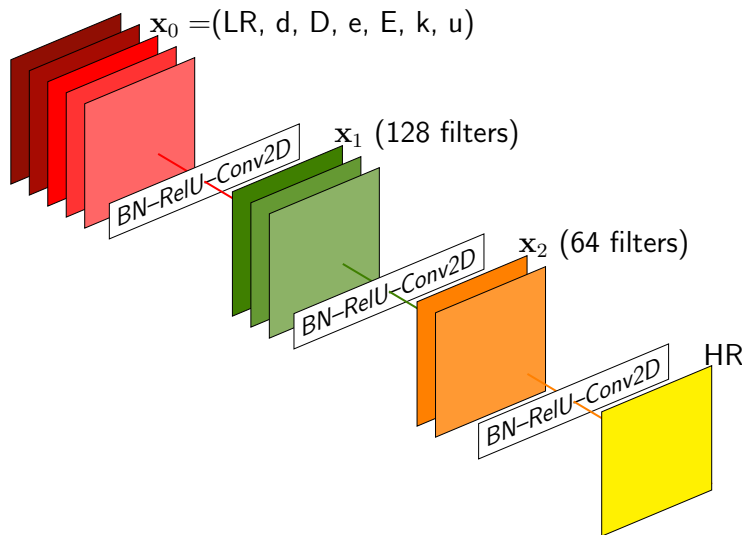 x₀ =(LR, d, D, e, E, k, u)
BN–RelU–Conv2D
x₁ (128 filters)
BN–RelU–Conv2D
x₂ (64 filters)
BN–RelU–Conv2D
HR